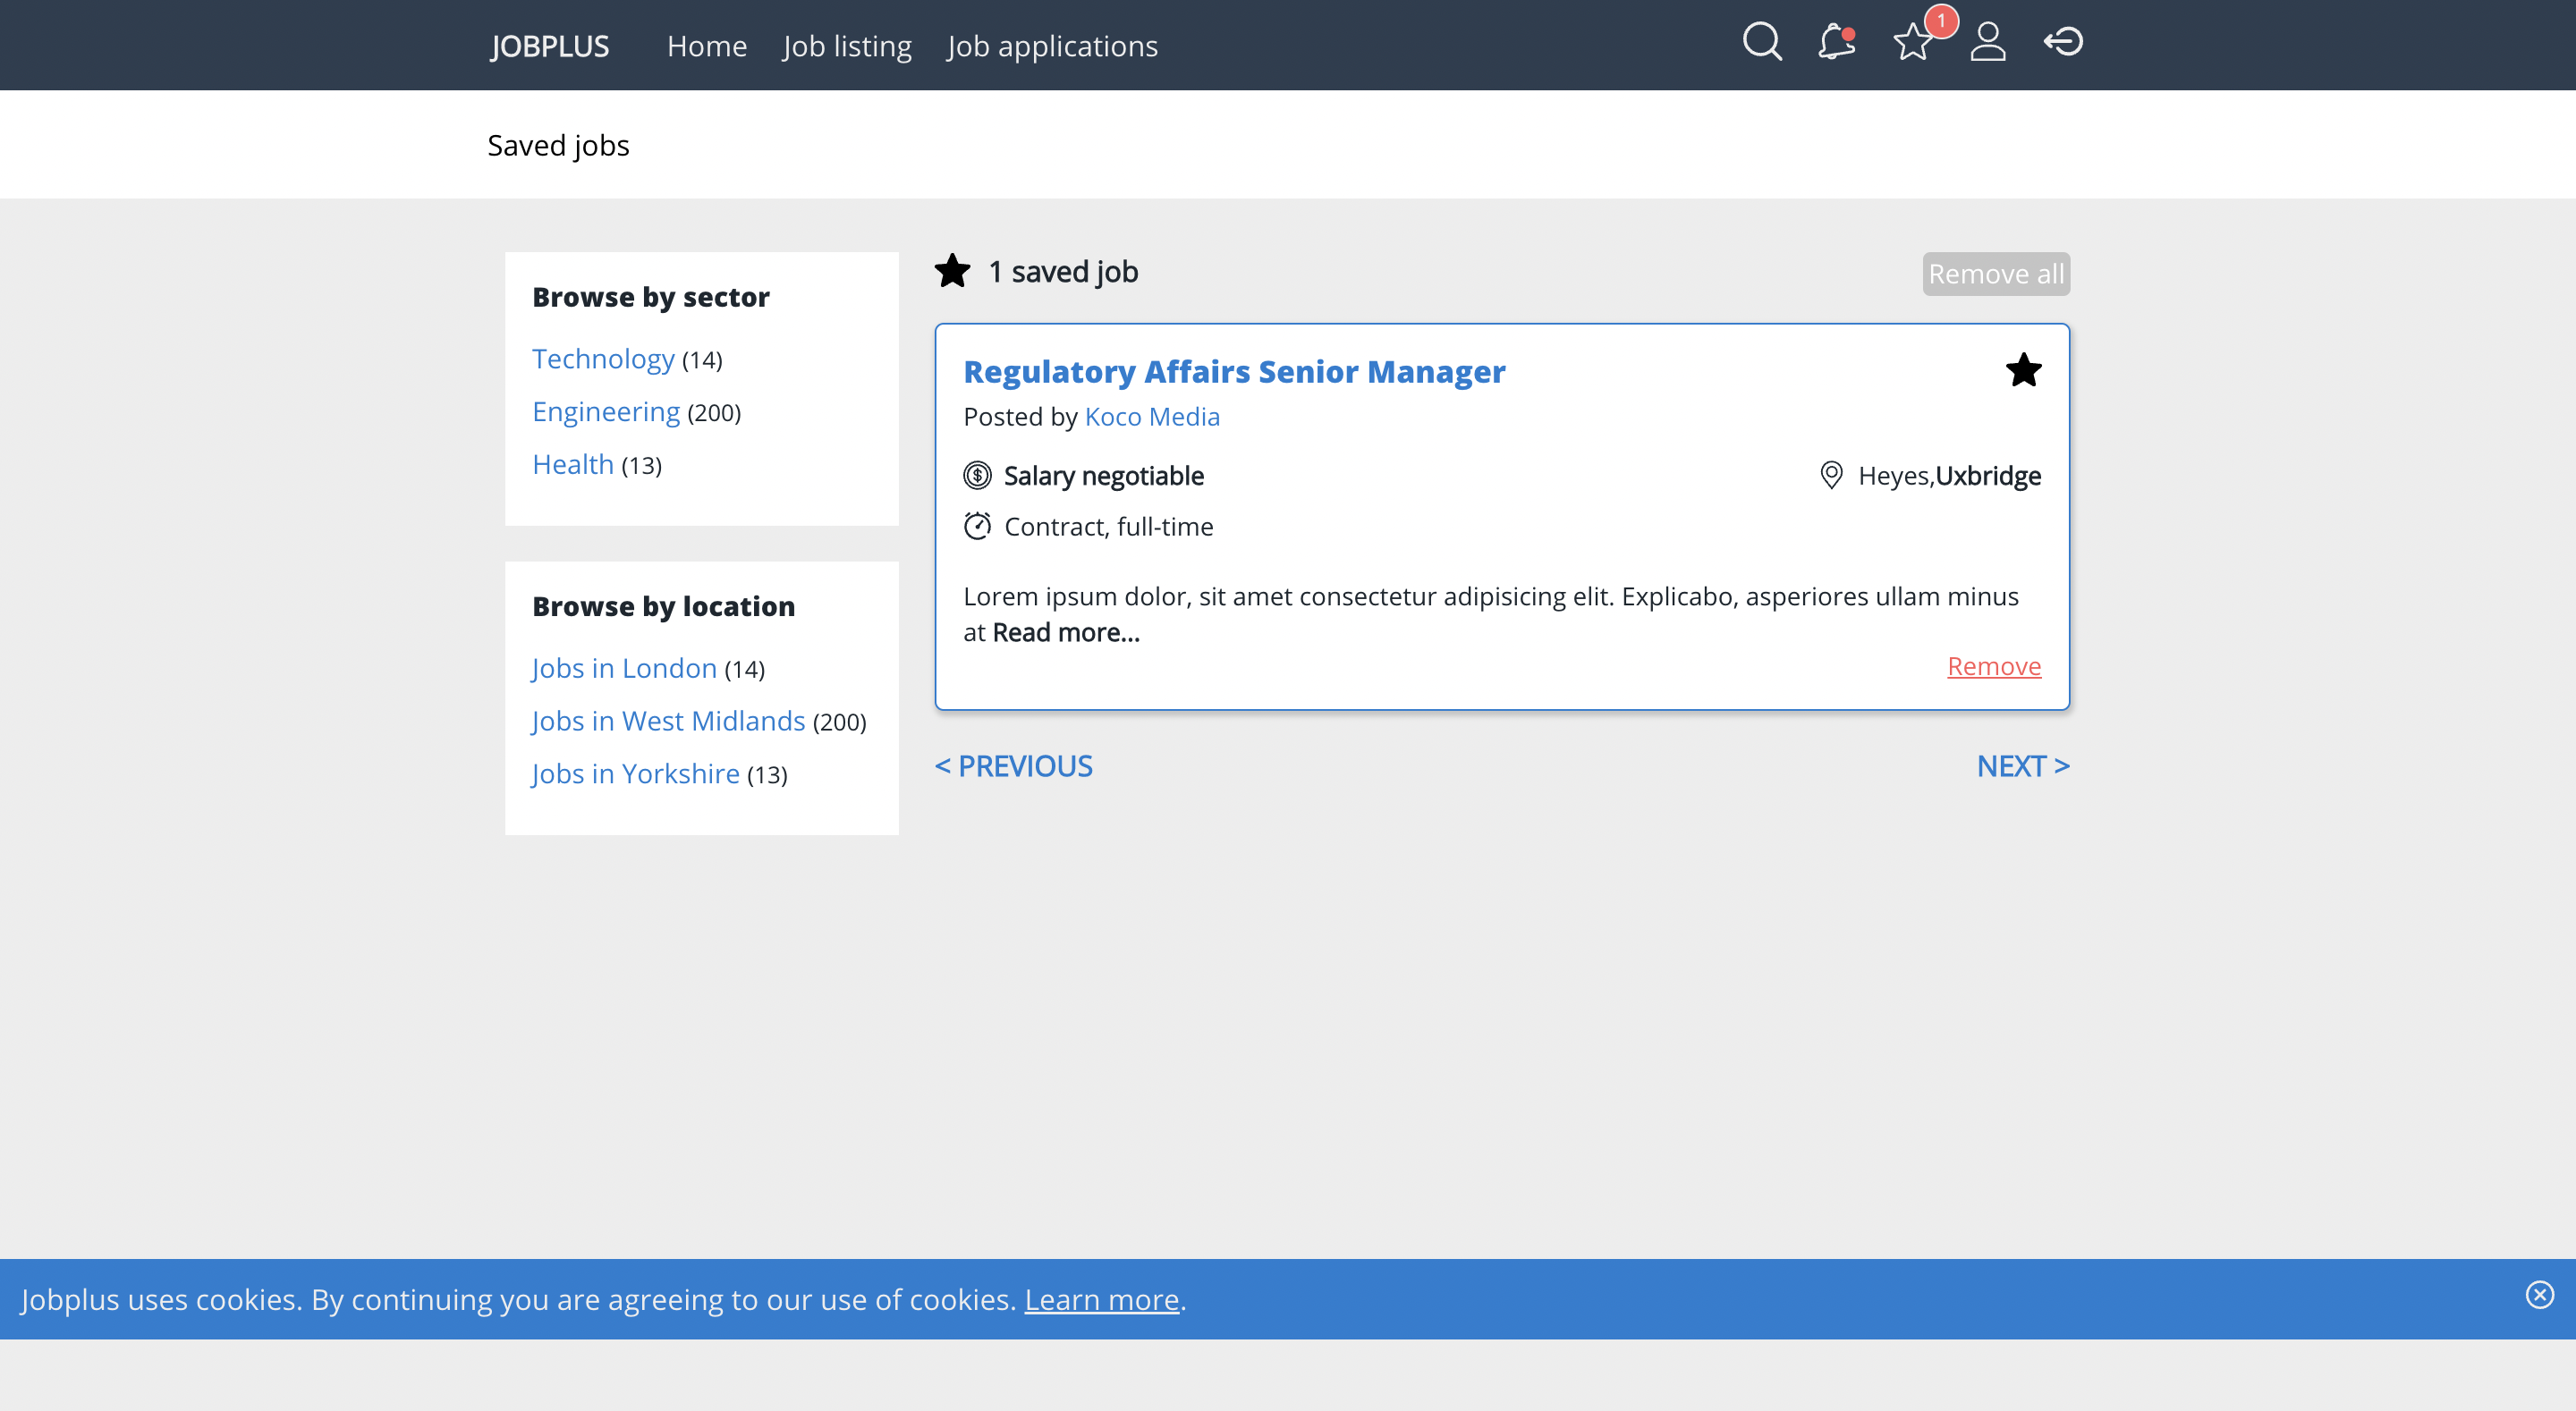 JOBPLUS Home Job listing Job applications 1
Saved jobs
Browse by sector
Technology (14)
Engineering (200)
Health (13)
Browse by location
Jobs in London (14)
Jobs in West Midlands (200)
Jobs in Yorkshire (13)
1 saved job Remove all
Regulatory Affairs Senior Manager
Posted by Koco Media
Salary negotiable Heyes,Uxbridge
Contract, full-time
Lorem ipsum dolor, sit amet consectetur adipisicing elit. Explicabo, asperiores ullam minus
at Read more...
Remove
< PREVIOUS NEXT >
Jobplus uses cookies. By continuing you are agreeing to our use of cookies. Learn more.